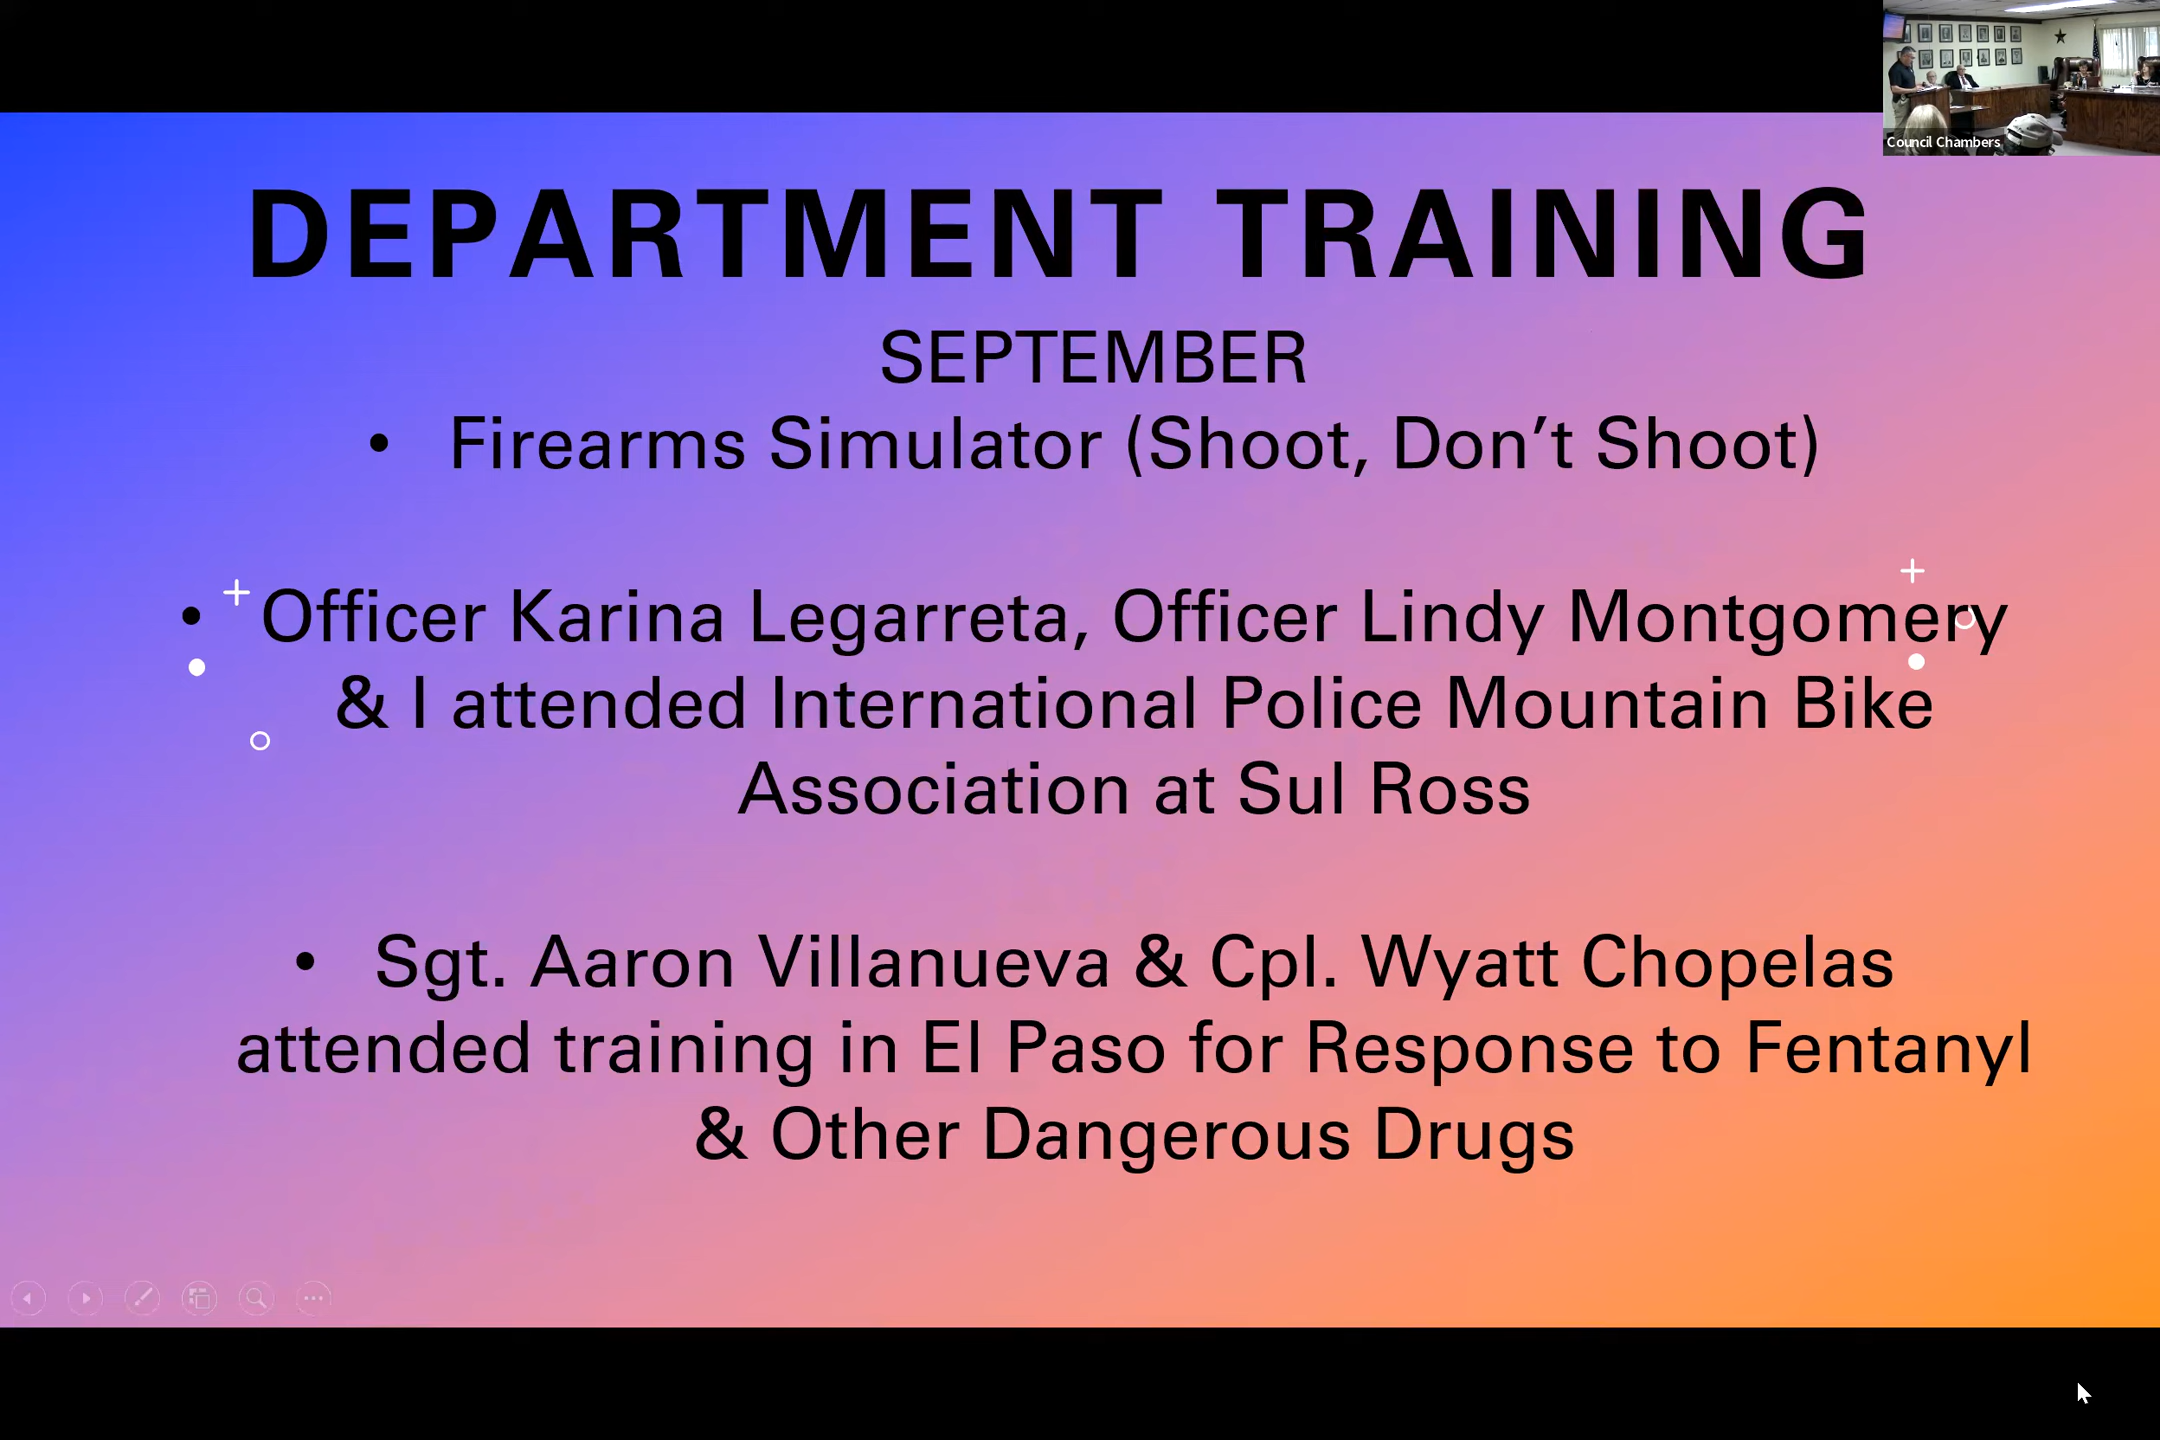 Council Chambers
DEPARTMENT TRAINING
SEPTEMBER
• Firearms Simulator (Shoot, Don’t Shoot)
• Officer Karina Legarreta, Officer Lindy Montgomery
& I attended International Police Mountain Bike
Association at Sul Ross
• Sgt. Aaron Villanueva & Cpl. Wyatt Chopelas
attended training in El Paso for Response to Fentanyl
& Other Dangerous Drugs